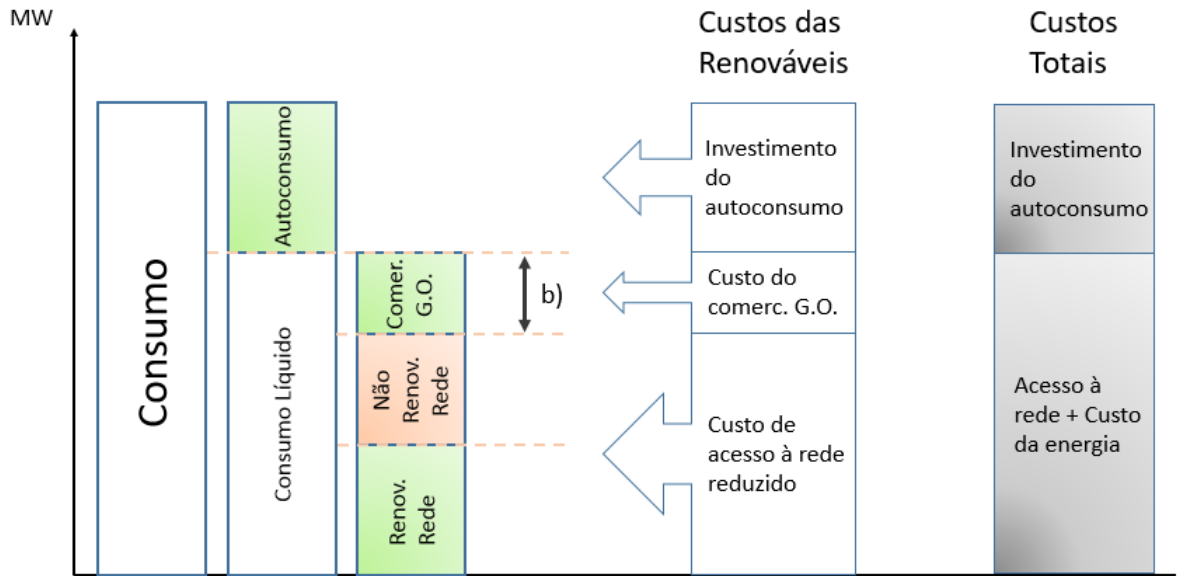 MW
Custos das
Renováveis
Custos
Totais
Consumo
Autoconsumo
Consumo Líquido
Comer.
G.O.
Não
Renov.
Rede
Renov.
Rede
b)
Investimento
do
autoconsumo
Custo do
comerc. G.O.
Custo de
acesso à rede
reduzido
Investimento
do
autoconsumo
Acesso à
rede + Custo
da energia